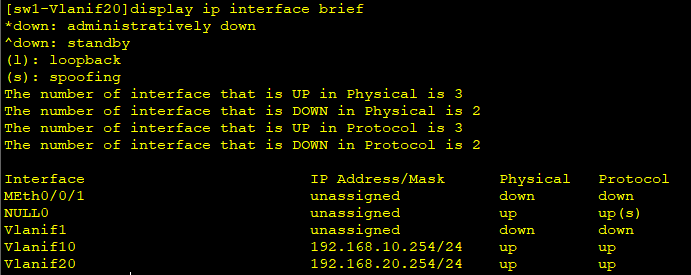 [sw1-Vlanif20]display ip interface brief
*down: administratively down
^down: standby
(l): loopback
(s): spoofing
The number of interface that is UP in Physical is 3
The number of interface that is DOWN in Physical is 2
The number of interface that is UP in Protocol is 3
The number of interface that is DOWN in Protocol is 2
Interface IP Address/Mask Physical Protocol
MEth0/0/1 unassigned down down
NULL0 unassigned up up(s)
Vlanif1 unassigned down down
Vlanif10 192.168.10.254/24 up up
Vlanif20 192.168.20.254/24 up up